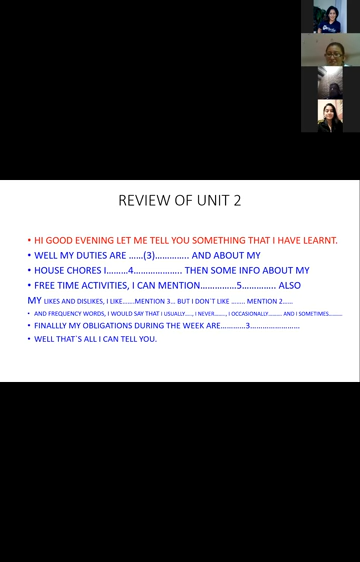 REVIEW OF UNIT 2
• HI GOOD EVENING LET ME TELL YOU SOMETHING THAT I HAVE LEARNT.
• WELL MY DUTIES ARE ......(3)............. AND ABOUT MY
• HOUSE CHORES I.........4.................. THEN SOME INFO ABOUT MY
• FREE TIME ACTIVITIES, I CAN MENTION...............5............. ALSO
MY LIKES AND DISLIKES, I LIKE.......MENTION 3... BUT I DON´T LIKE ........ MENTION 2......
• AND FREQUENCY WORDS, I WOULD SAY THAT I USUALLY....., I NEVER........, I OCCASIONALLY.......... AND I SOMETIMES..........
• FINALLLY MY OBLIGATIONS DURING THE WEEK ARE............3........................
• WELL THAT´S ALL I CAN TELL YOU.